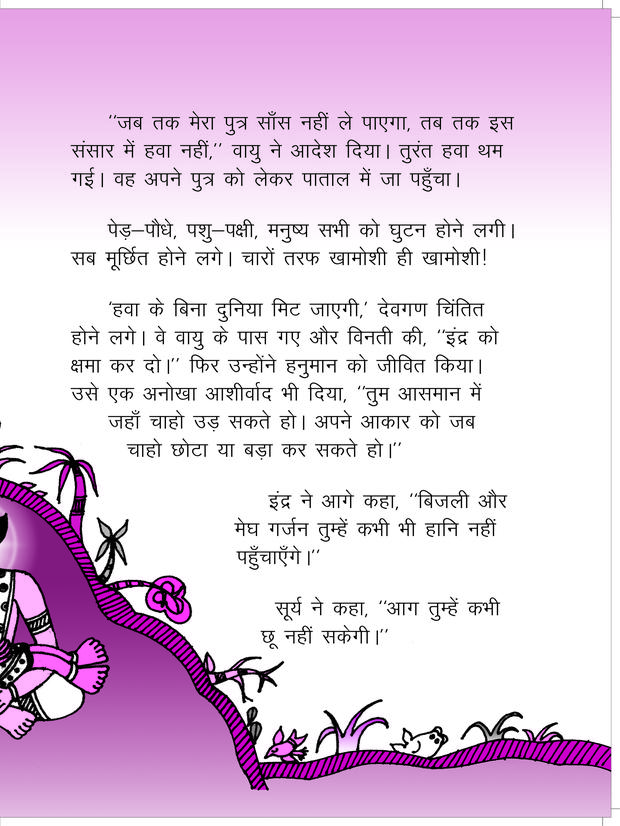 ''जब तक मेरा पुत्र साँस नहीं ले पाएगा, तब तक इस
संसार में हवा नहीं,'' वायु ने आदेश दिया। तुरंत हवा थम
गई। वह अपने पुत्र को लेकर पाताल में जा पहुँचा।
पेड़–पौधे, पशु–पक्षी, मनुष्य सभी को घुटन होने लगी।
सब मूर्छित होने लगे। चारों तरफ खामोशी ही खामोशी!
'हवा के बिना दुनिया मिट जाएगी,' देवगण चिंतित
होने लगे। वे वायु के पास गए और विनती की, ''इंद्र को
क्षमा कर दो।'' फिर उन्होंने हनुमान को जीवित किया।
उसे एक अनोखा आशीर्वाद भी दिया, ''तुम आसमान में
जहाँ चाहो उड़ सकते हो। अपने आकार को जब
चाहो छोटा या बड़ा कर सकते हो।''
इंद्र ने आगे कहा, ''बिजली और
मेघ गर्जन तुम्हें कभी भी हानि नहीं
पहुँचाएँगे।''
सूर्य ने कहा, ''आग तुम्हें कभी
छू नहीं सकेगी।''